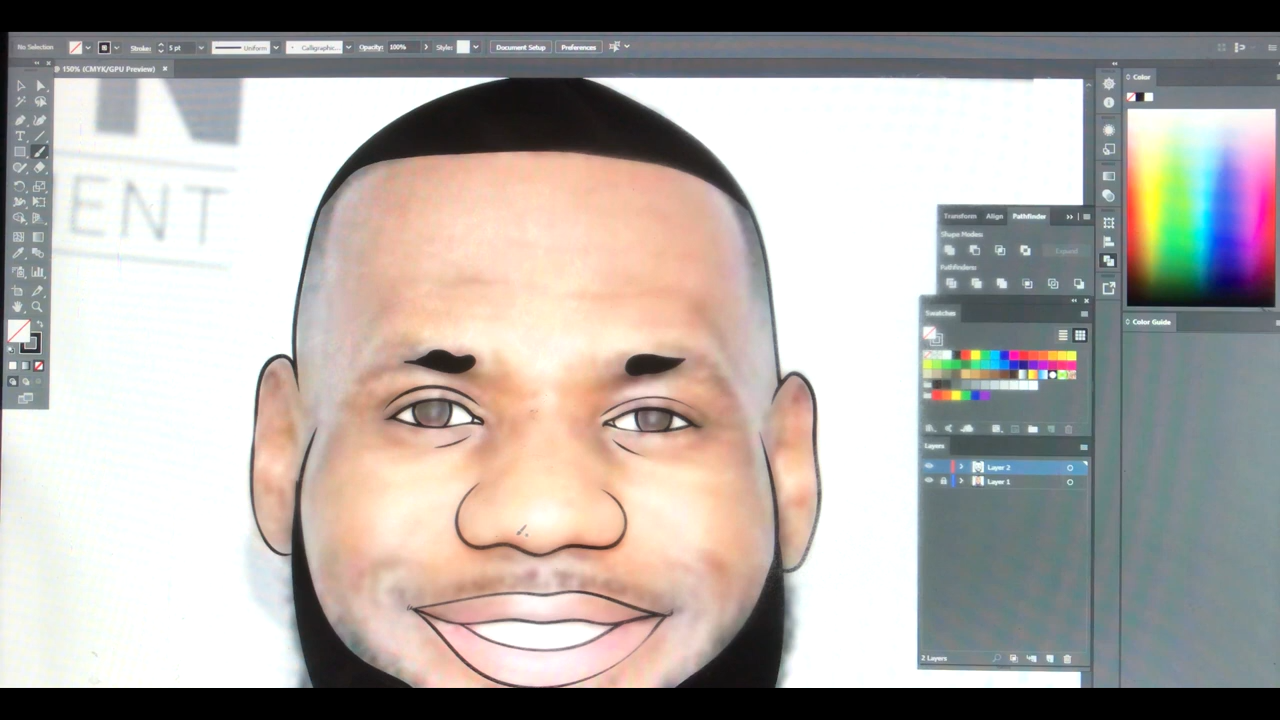 No Selection
Stroke:
5 pt
Uniform
Calligraphic...
Opacity:
100%
Style:
Document Setup
Preferences
150% (CMYK/GPU Preview)
Color
N
ENT
Transform
Align
Pathfinder
Shape Modes:
Expand
Pathfinders:
Swatches
Color Guide
Layers
Layer 2
Layer 1
2 Layers